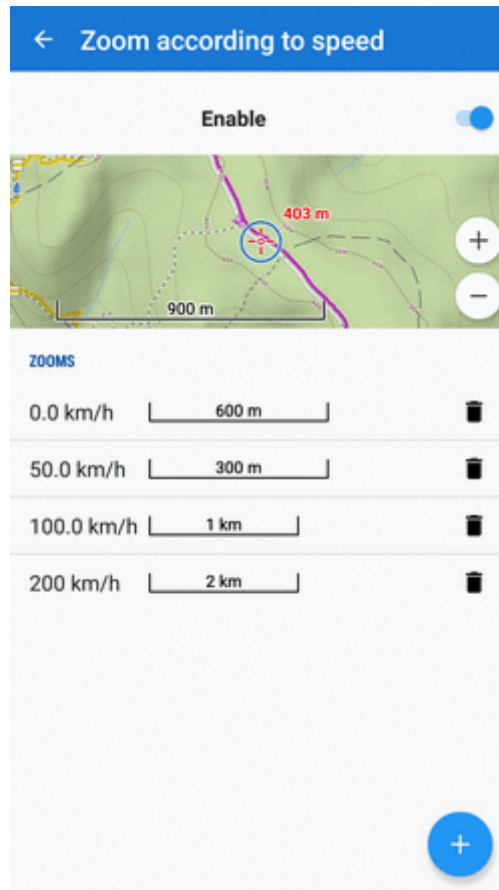 Zoom according to speed
Enable
403 m
900 m
ZOOMS
0.0 km/h 600 m
50.0 km/h 300 m
100.0 km/h 1 km
200 km/h 2 km